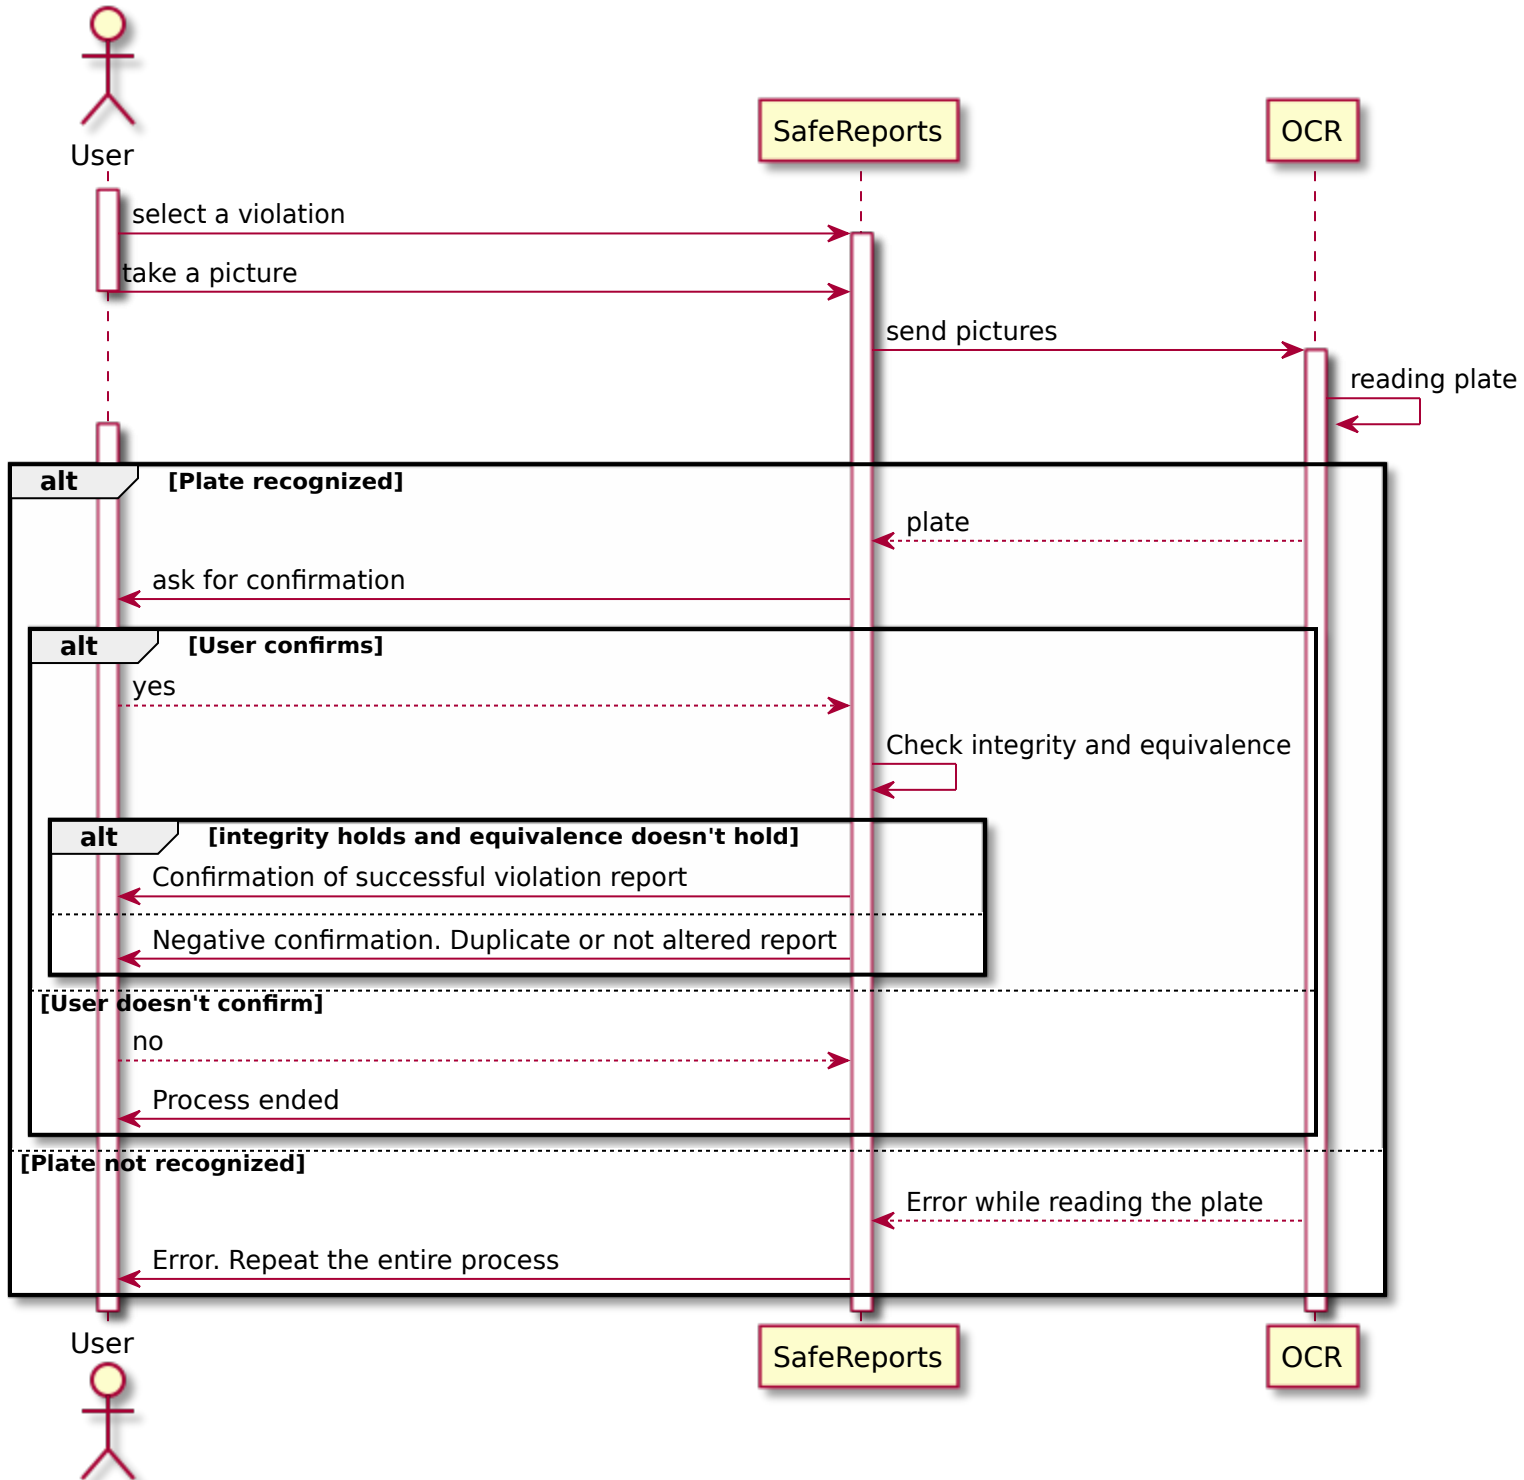 User
SafeReports
OCR
select a violation
take a picture
send pictures
reading plate
alt [Plate recognized]
plate
ask for confirmation
alt [User confirms]
yes
Check integrity and equivalence
alt [integrity holds and equivalence doesn't hold]
Confirmation of successful violation report
Negative confirmation. Duplicate or not altered report
[User doesn't confirm]
no
Process ended
[Plate not recognized]
Error while reading the plate
Error. Repeat the entire process
User
SafeReports
OCR